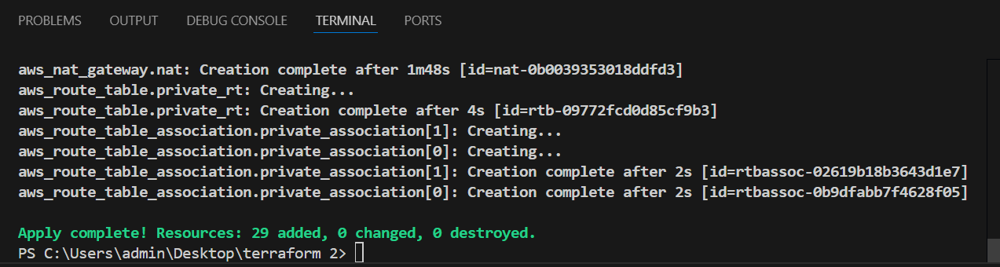 PROBLEMS OUTPUT DEBUG CONSOLE TERMINAL PORTS
aws_nat_gateway.nat: Creation complete after 1m48s [id=nat-0b0039353018ddfd3]
aws_route_table.private_rt: Creating...
aws_route_table.private_rt: Creation complete after 4s [id=rtb-09772fcd0d85cf9b3]
aws_route_table_association.private_association[1]: Creating...
aws_route_table_association.private_association[0]: Creating...
aws_route_table_association.private_association[1]: Creation complete after 2s [id=rtbassoc-02619b18b3643d1e7]
aws_route_table_association.private_association[0]: Creation complete after 2s [id=rtbassoc-0b9dfabb7f4628f05]
Apply complete! Resources: 29 added, 0 changed, 0 destroyed.
PS C:\Users\admin\Desktop\terraform 2>